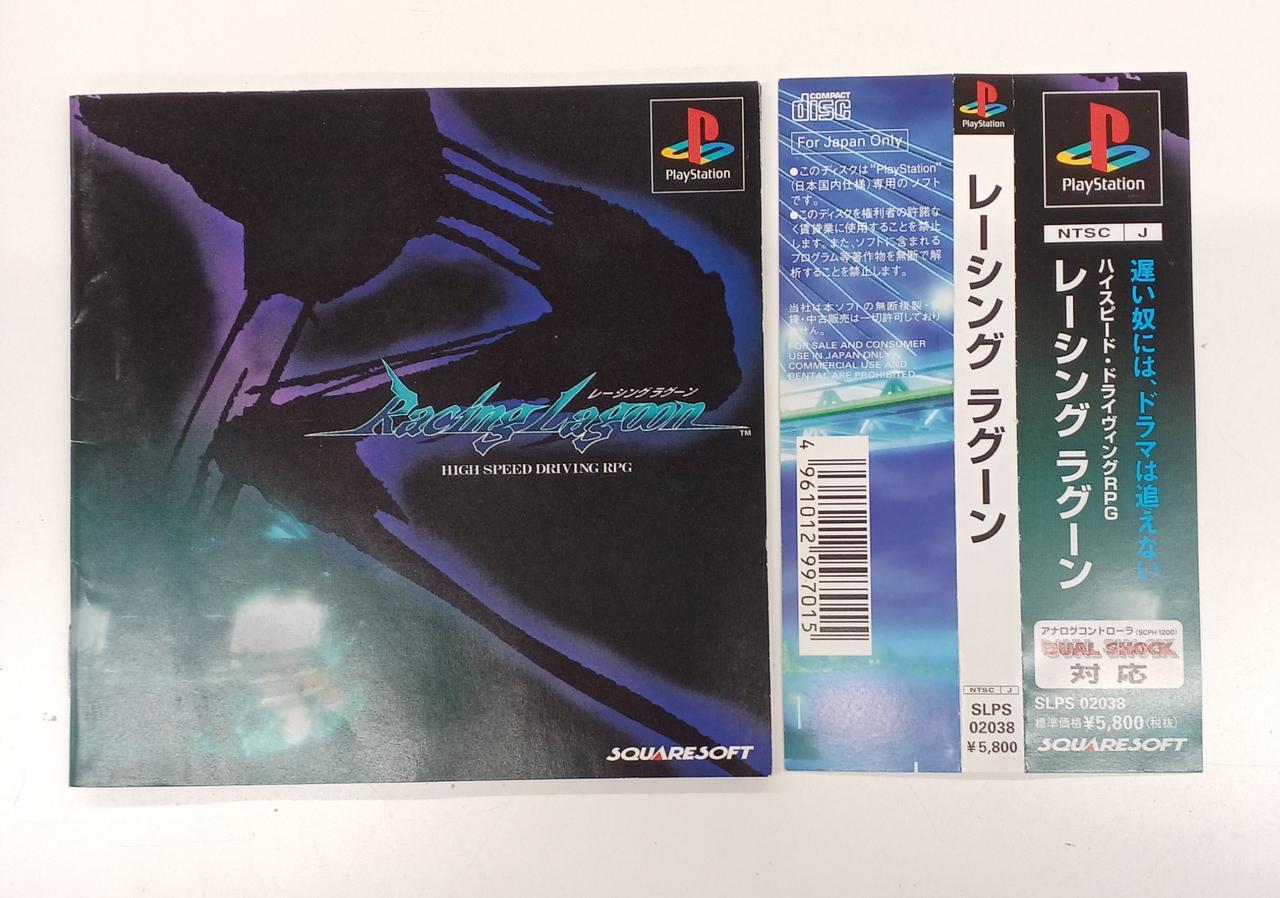 PlayStation
レーシング ラグーン
Racing Lagoon
TM
HIGH SPEED DRIVING RPG
SQUARESOFT
COMPACT
disc
For Japan Only
●このディスクは“PlayStation”
(日本国内仕様)専用のソフト
です。
●このディスクを権利者の許諾な
く賃貸業に使用することを禁止
します。また、ソフトに含まれる
プログラム等著作物を無断で解
析することを禁止します。
当社は本ソフトの無断複製・
貸・中古販売は一切許可しており
ません。
FOR SALE AND CONSUMER
USE IN JAPAN ONLY
COMMERCIAL USE AND
RENTAL ARE PROHIBITED.
4 961012 997015
PlayStation
レーシング ラグーン
NTSC J
SLPS
02038
¥5,800
PlayStation
NTSC J
遅い奴には、ドラマは追えない
ハイスピード・ドライヴィングRPG
レーシング ラグーン
アナログコントローラ(SCPH 1200)
DUAL SHOCK
対応
SLPS 02038
標準価格¥5,800(税抜)
SQUARESOFT